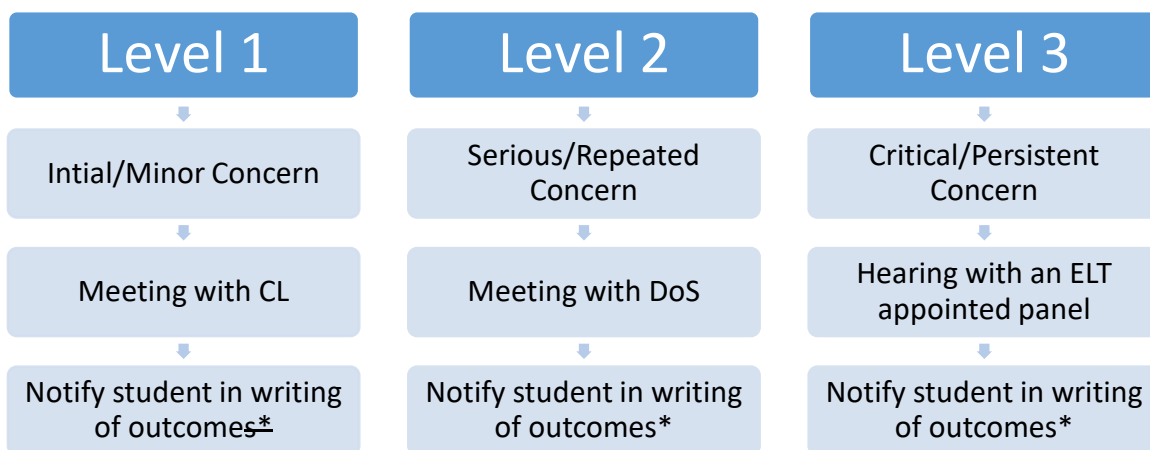 Level 1
Intial/Minor Concern
Meeting with CL
Notify student in writing
of outcomes*
Level 2
Serious/Repeated
Concern
Meeting with DoS
Notify student in writing
of outcomes*
Level 3
Critical/Persistent
Concern
Hearing with an ELT
appointed panel
Notify student in writing
of outcomes*